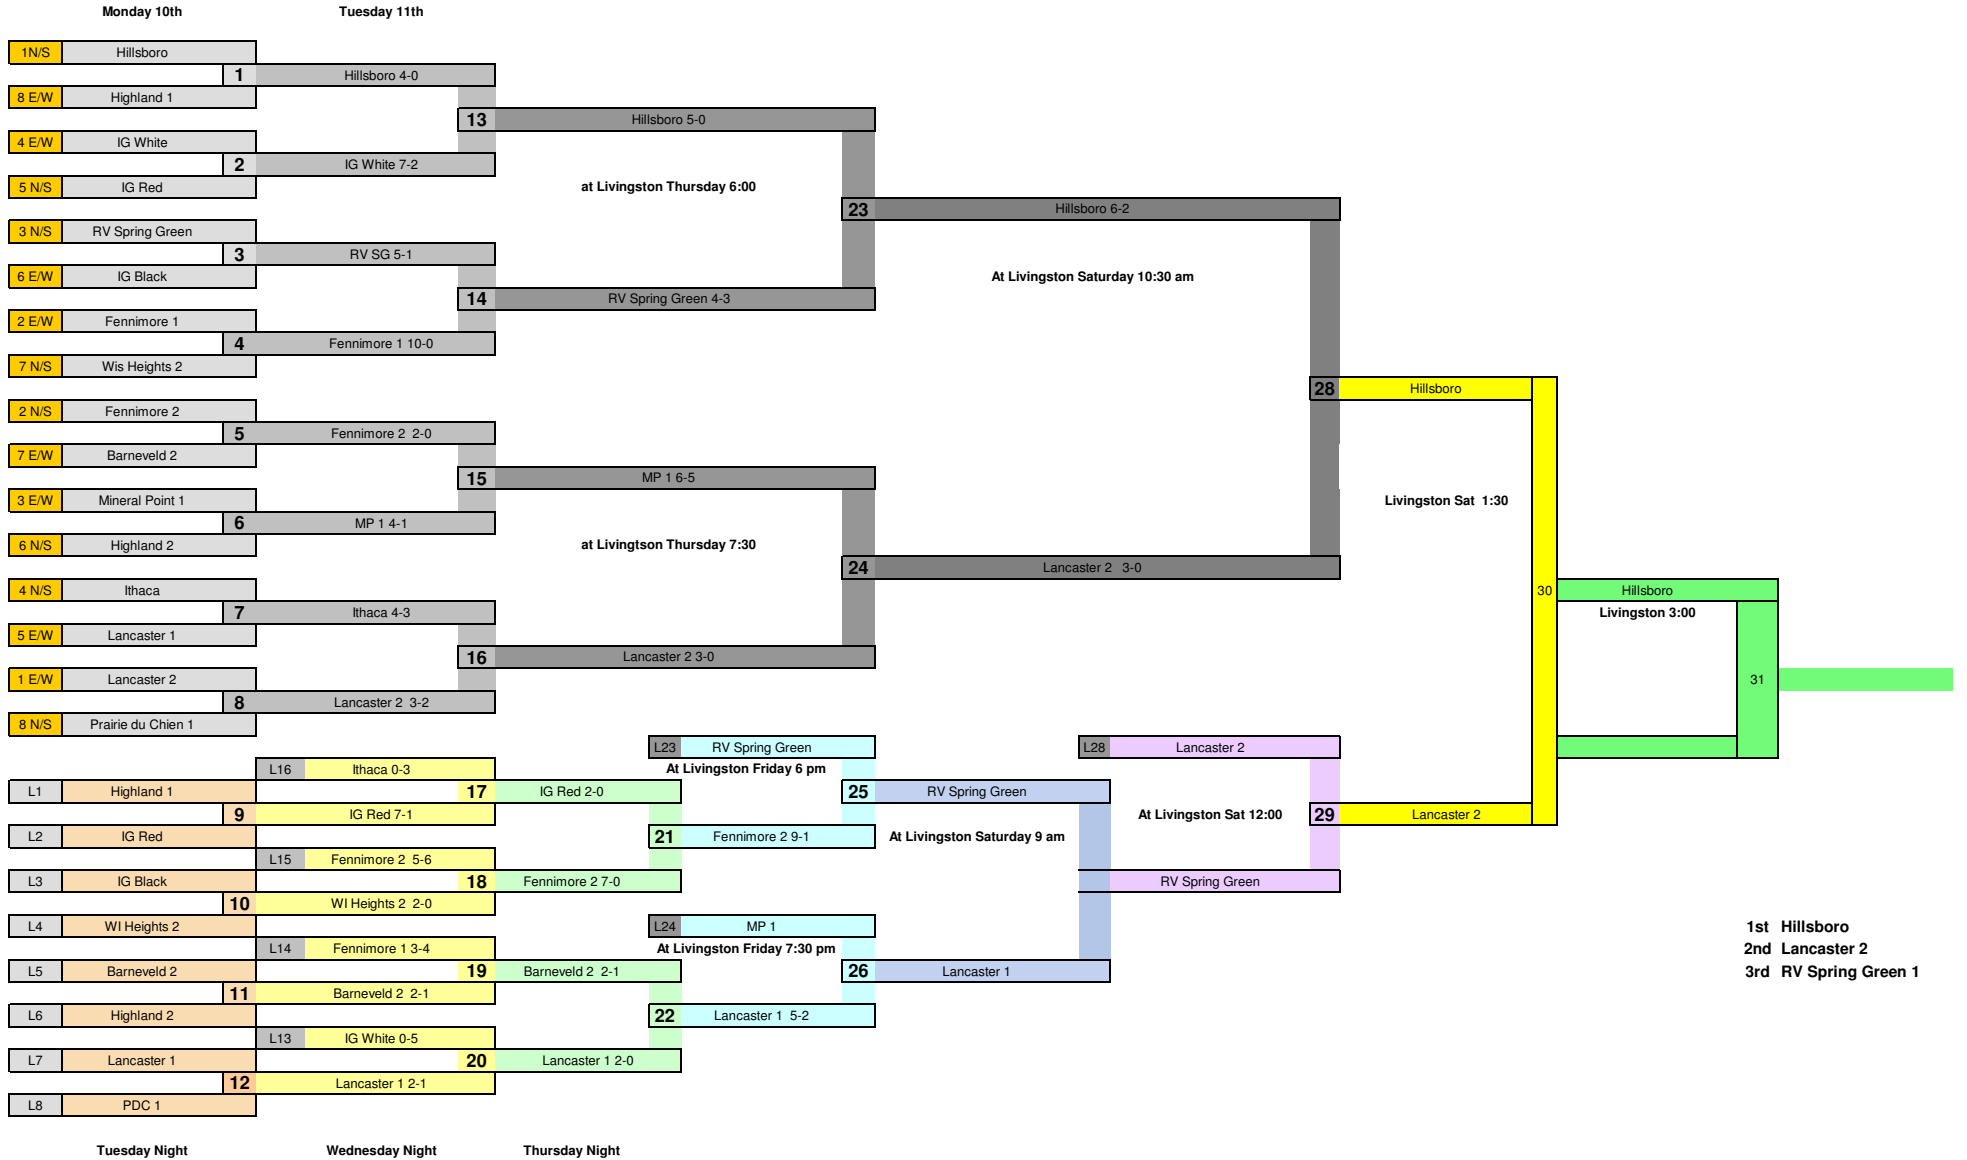 Monday 10th Tuesday 11th
1N/S Hillsboro
1 Hillsboro 4-0
8 E/W Highland 1
13 Hillsboro 5-0
4 E/W IG White
2 IG White 7-2
5 N/S IG Red at Livingston Thursday 6:00
23 Hillsboro 6-2
3 N/S RV Spring Green
3 RV SG 5-1
6 E/W IG Black At Livingston Saturday 10:30 am
14 RV Spring Green 4-3
2 E/W Fennimore 1
4 Fennimore 1 10-0
7 N/S Wis Heights 2
28 Hillsboro
2 N/S Fennimore 2
5 Fennimore 2 2-0
7 E/W Barneveld 2
15 MP 1 6-5
3 E/W Mineral Point 1 Livingston Sat 1:30
6 MP 1 4-1
6 N/S Highland 2 at Livingtson Thursday 7:30
24 Lancaster 2 3-0
4 N/S Ithaca 30 Hillsboro
7 Ithaca 4-3 Livingston 3:00
5 E/W Lancaster 1
16 Lancaster 2 3-0
1 E/W Lancaster 2 31
8 Lancaster 2 3-2
8 N/S Prairie du Chien 1
L23 RV Spring Green L28 Lancaster 2
L16 Ithaca 0-3 At Livingston Friday 6 pm
L1 Highland 1 17 IG Red 2-0 25 RV Spring Green
9 IG Red 7-1 At Livingston Sat 12:00 29 Lancaster 2
L2 IG Red 21 Fennimore 2 9-1 At Livingston Saturday 9 am
L15 Fennimore 2 5-6
L3 IG Black 18 Fennimore 2 7-0 RV Spring Green
10 WI Heights 2 2-0
L4 WI Heights 2 L24 MP 1 1st Hillsboro
L14 Fennimore 1 3-4 At Livingston Friday 7:30 pm 2nd Lancaster 2
L5 Barneveld 2 19 Barneveld 2 2-1 26 Lancaster 1 3rd RV Spring Green 1
11 Barneveld 2 2-1
L6 Highland 2 22 Lancaster 1 5-2
L13 IG White 0-5
L7 Lancaster 1 20 Lancaster 1 2-0
12 Lancaster 1 2-1
L8 PDC 1
Tuesday Night Wednesday Night Thursday Night